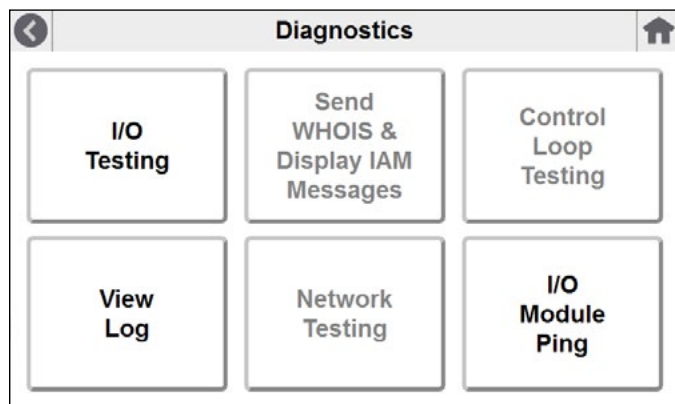 Diagnostics
I/O
Testing
Send
WHOIS &
Display IAM
Messages
Control
Loop
Testing
View
Log
Network
Testing
I/O
Module
Ping